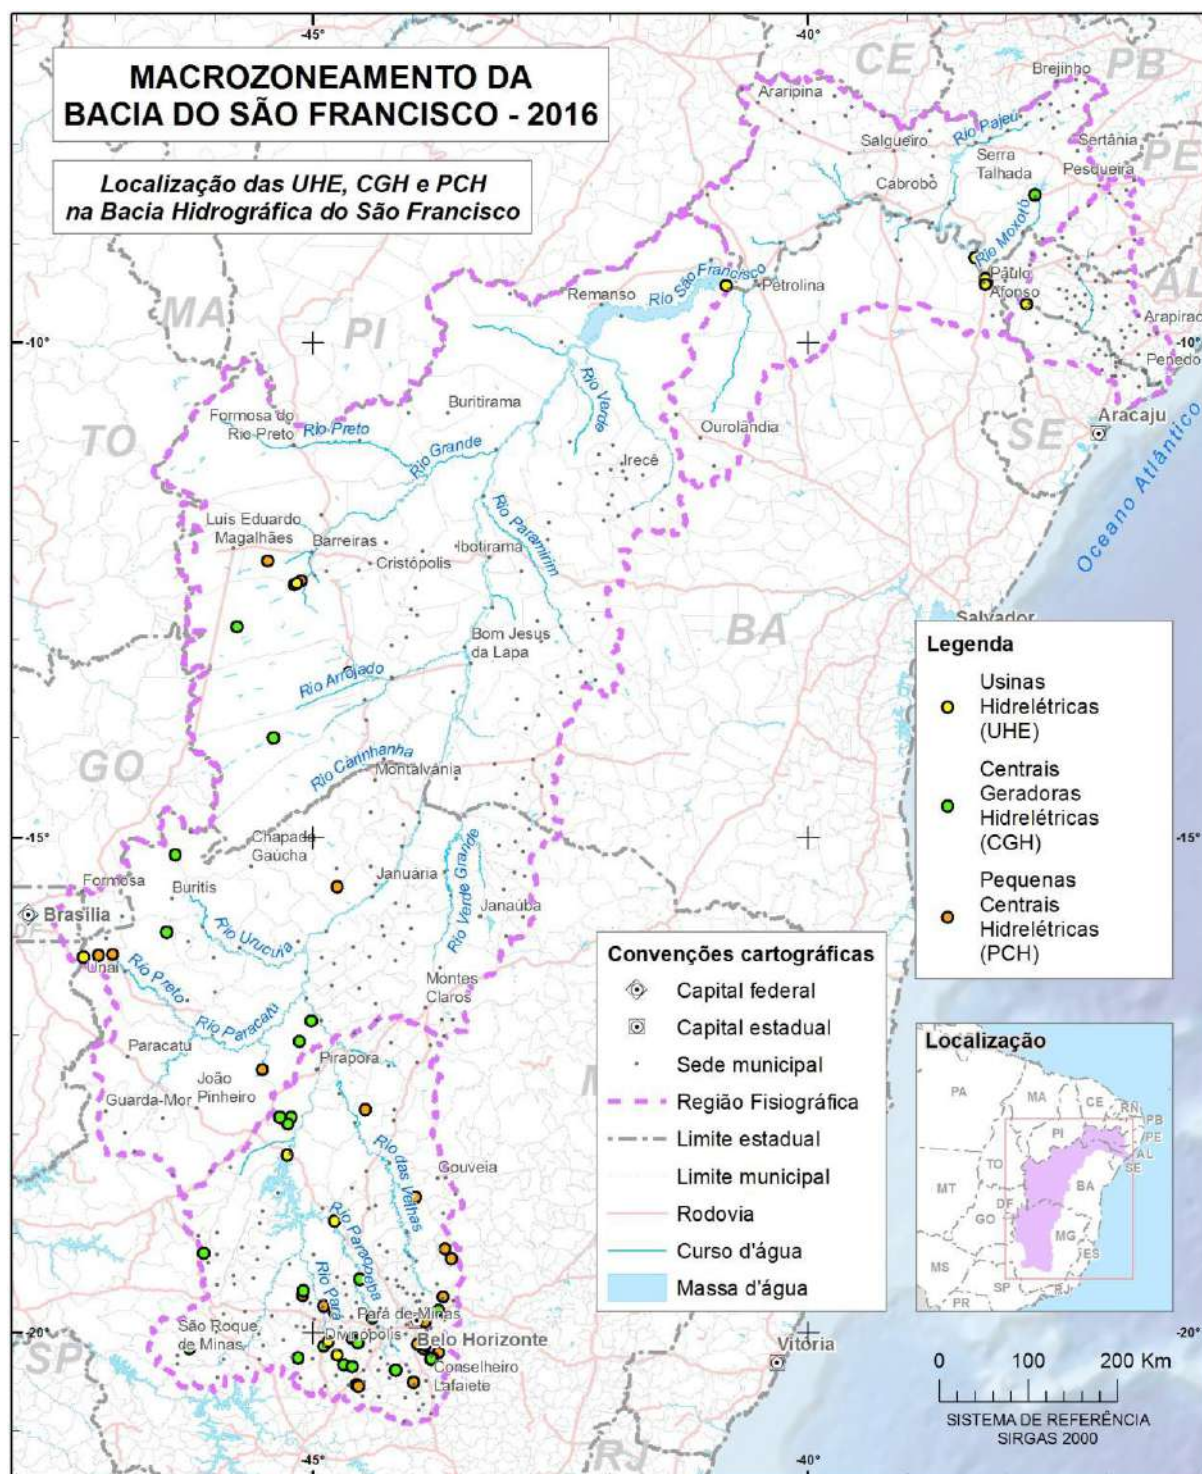 -45°
-40°
MACROZONEAMENTO DA
BACIA DO SÃO FRANCISCO - 2016
Localização das UHE, CGH e PCH
na Bacia Hidrográfica do São Francisco
CE
PB
Brejinho
Araripina
Rio Pajeú
Salgueiro
Sertânia
Serra
Talhada
PE
Pesqueira
Cabrobó
Rio Moxotó
MA
PI
Rio São Francisco
Petrolina
Remanso
Paulo
Afonso
AL
Arapirac
-10°
-10°
Penedo
Rio Verde
Buritirama
Formosa do
Rio Preto
Rio Preto
TO
Rio Grande
Ourolândia
Aracaju
SE
Irecê
Oceano Atlântico
Luís Eduardo
Magalhães
Barreiras
Rio Paramirim
Ibotirama
Cristópolis
BA
Salvador
Bom Jesus
da Lapa
Rio Arrojado
GO
Rio Carinhanha
Montalvânia
-15°
-15°
Chapada
Gaúcha
Januária
Rio Verde Grande
Formosa
Buritis
Janaúba
Brasília
DF
Rio Urucuia
Unaí
Rio Preto
Montes
Claros
Rio Paracatú
Paracatu
Pirapora
João
Pinheiro
Guarda-Mor
Rio das Velhas
Gouveia
Rio Paraopeba
Rio Pará
Pará de Minas
São Roque
de Minas
Divinópolis
Belo Horizonte
-20°
-20°
Conselheiro
Lafaiete
Vitória
SP
RJ
-45°
-40°
Legenda
Usinas
Hidrelétricas
(UHE)
Centrais
Geradoras
Hidrelétricas
(CGH)
Pequenas
Centrais
Hidrelétricas
(PCH)
Convenções cartográficas
Capital federal
Capital estadual
Sede municipal
Região Fisiográfica
Limite estadual
Limite municipal
Rodovia
Curso d'água
Massa d'água
Localização
PA
MA
CE
RN
PB
PI
PE
AL
SE
TO
BA
MT
DF
GO
MG
ES
MS
SP
RJ
PR
0 100 200 Km
SISTEMA DE REFERÊNCIA
SIRGAS 2000